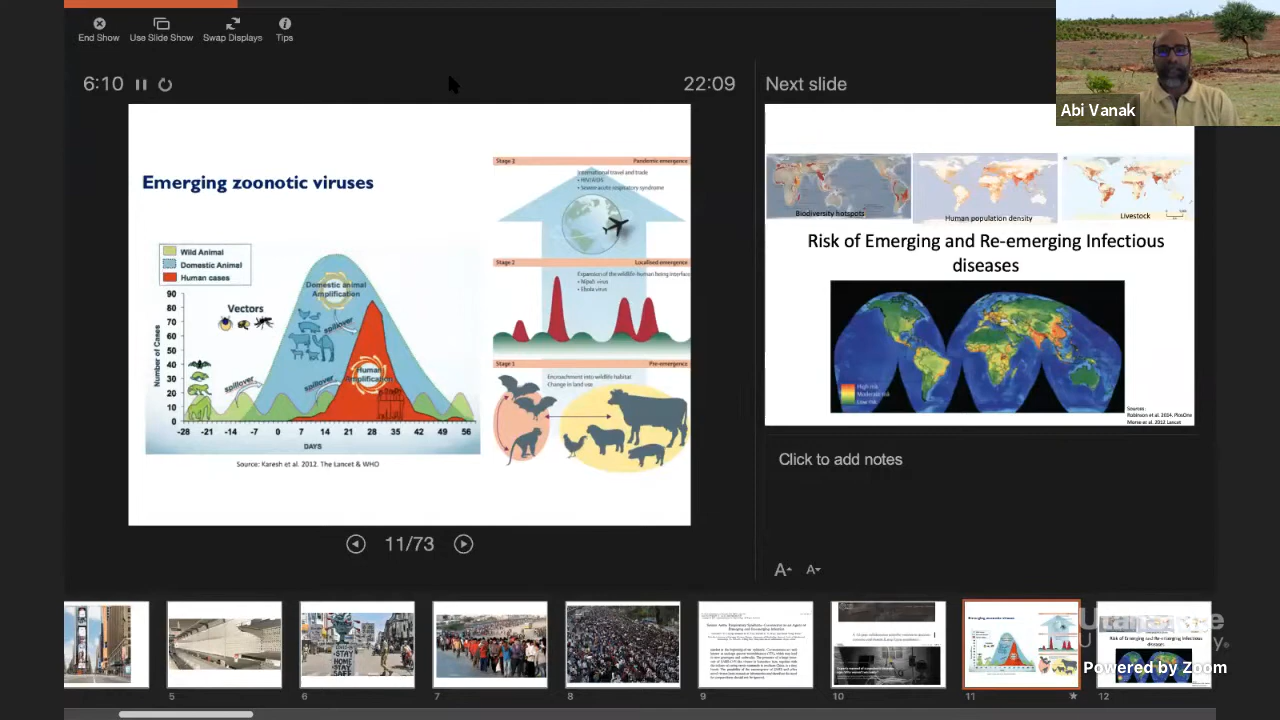 End Show
Use Slide Show
Swap Displays
Tips
6:10
22:09
Next slide
Abi Vanak
Emerging zoonotic viruses
Wild Animal
Domestic Animal
Human cases
Number of Cases
90
80
70
60
50
40
30
20
10
0
Vectors
Domestic animal
Amplification
spillover
Human
Amplification
spillover
spillover
-28 -21 -14 -7 0 7 14 21 28 35 42 49 56
DAYS
Source: Karesh et al. 2012. The Lancet & WHO
Stage 3 Pandemic emergence
International travel and trade
• HIV/AIDS
• Severe acute respiratory syndrome
Stage 2 Localised emergence
Expansion of the wildlife-human being interface
• Nipah virus
• Ebola virus
Stage 1 Pre-emergence
Encroachment into wildlife habitat
Change in land use
Biodiversity hotspots
Human population density
Livestock
Risk of Emerging and Re-emerging Infectious
diseases
High risk
Moderate risk
Low risk
Sources:
Robinson et al. 2014. PlosOne
Morse et al. 2012 Lancet
Click to add notes
A A
11/73
5
6
7
8
9
10
11
12
Powered by Zoom